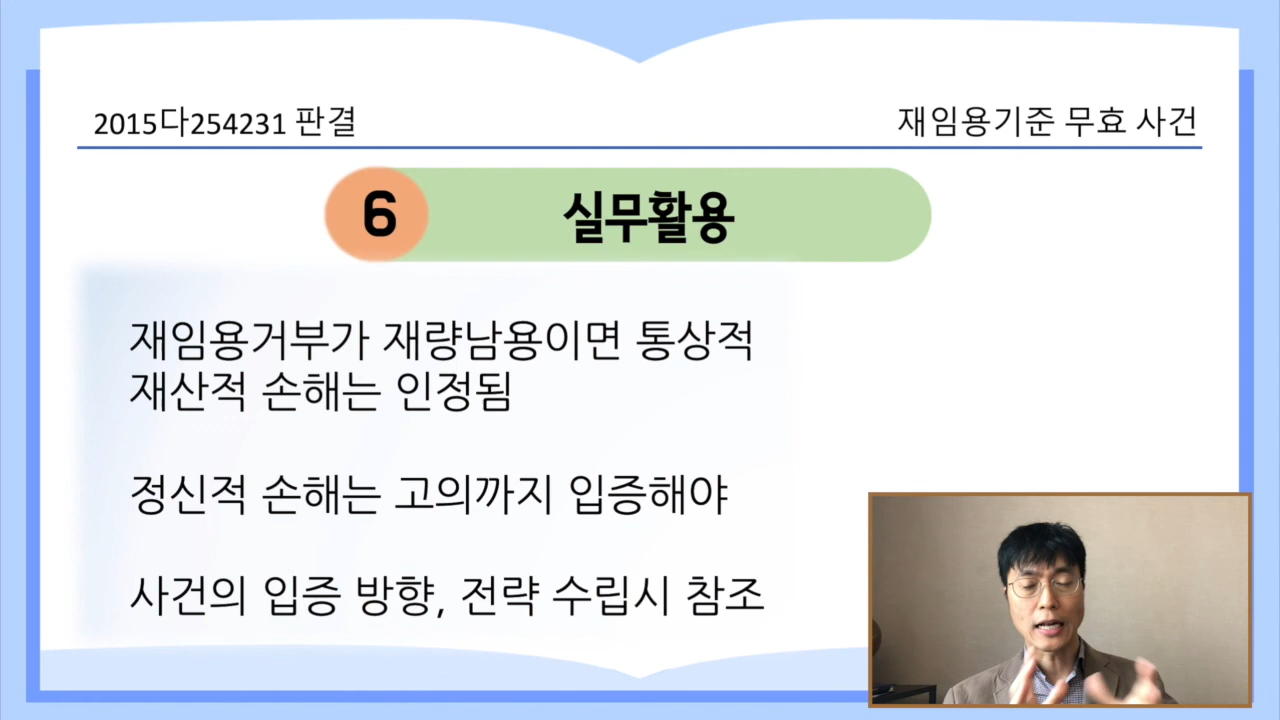 2015다254231 판결
재임용기준 무효 사건
6
실무활용
재임용거부가 재량남용이면 통상적
재산적 손해는 인정됨
정신적 손해는 고의까지 입증해야
사건의 입증 방향, 전략 수립시 참조